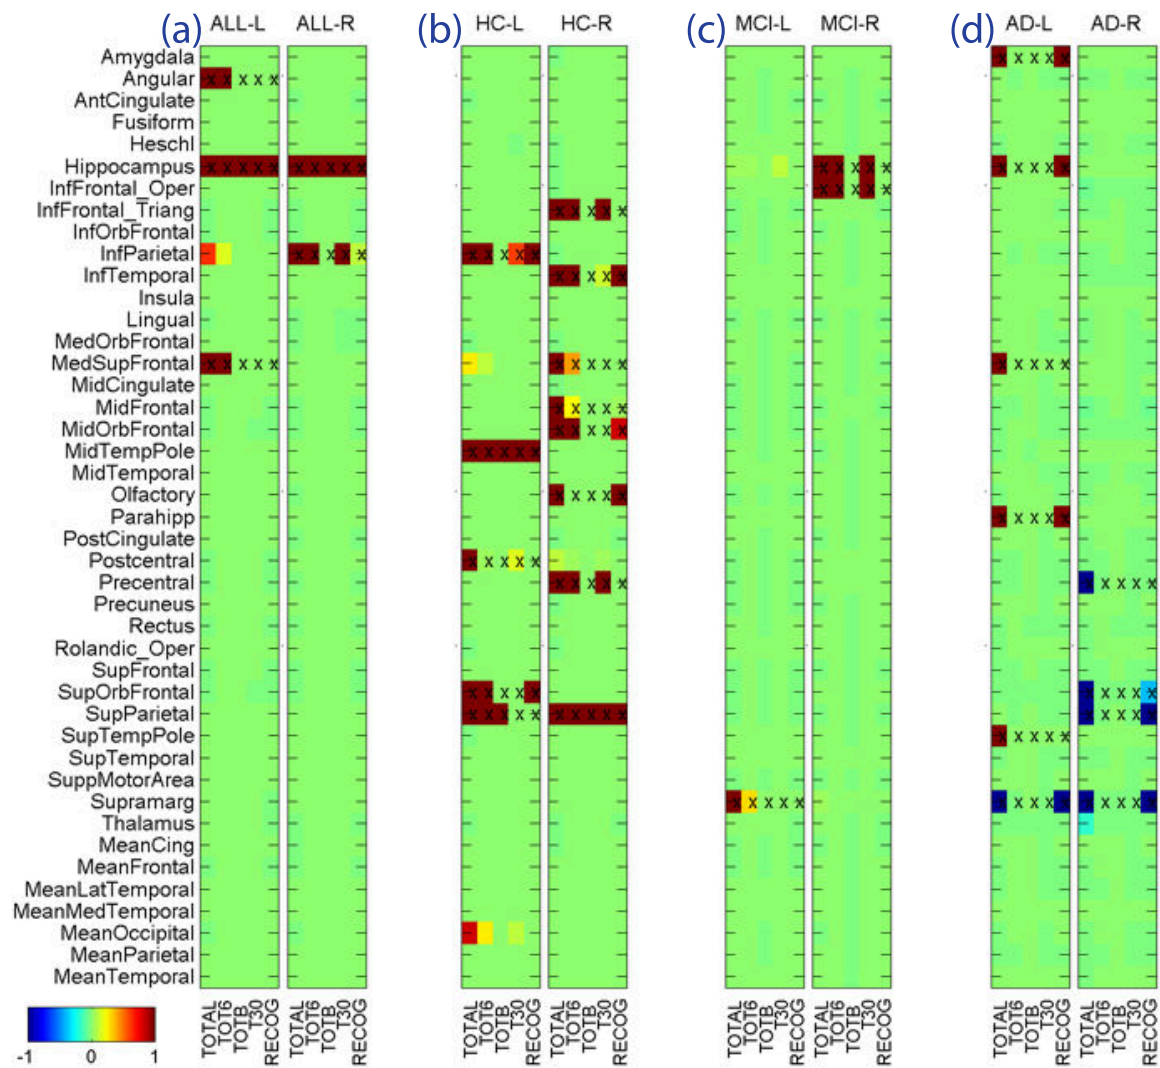 (a) ALL-L ALL-R (b) HC-L HC-R (c) MCI-L MCI-R (d) AD-L AD-R
Amygdala
Angular
AntCingulate
Fusiform
Heschl
Hippocampus
InfFrontal_Oper
InfFrontal_Triang
InfOrbFrontal
InfParietal
InfTemporal
Insula
Lingual
MedOrbFrontal
MedSupFrontal
MidCingulate
MidFrontal
MidOrbFrontal
MidTempPole
MidTemporal
Olfactory
Parahipp
PostCingulate
Postcentral
Precentral
Precuneus
Rectus
Rolandic_Oper
SupFrontal
SupOrbFrontal
SupParietal
SupTempPole
SupTemporal
SuppMotorArea
Supramarg
Thalamus
MeanCing
MeanFrontal
MeanLatTemporal
MeanMedTemporal
MeanOccipital
MeanParietal
MeanTemporal
TOTAL TOT6 TOTB T30 RECOG TOTAL TOT6 TOTB T30 RECOG TOTAL TOT6 TOTB T30 RECOG TOTAL TOT6 TOTB T30 RECOG TOTAL TOT6 TOTB T30 RECOG TOTAL TOT6 TOTB T30 RECOG TOTAL TOT6 TOTB T30 RECOG TOTAL TOT6 TOTB T30 RECOG
-1 0 1